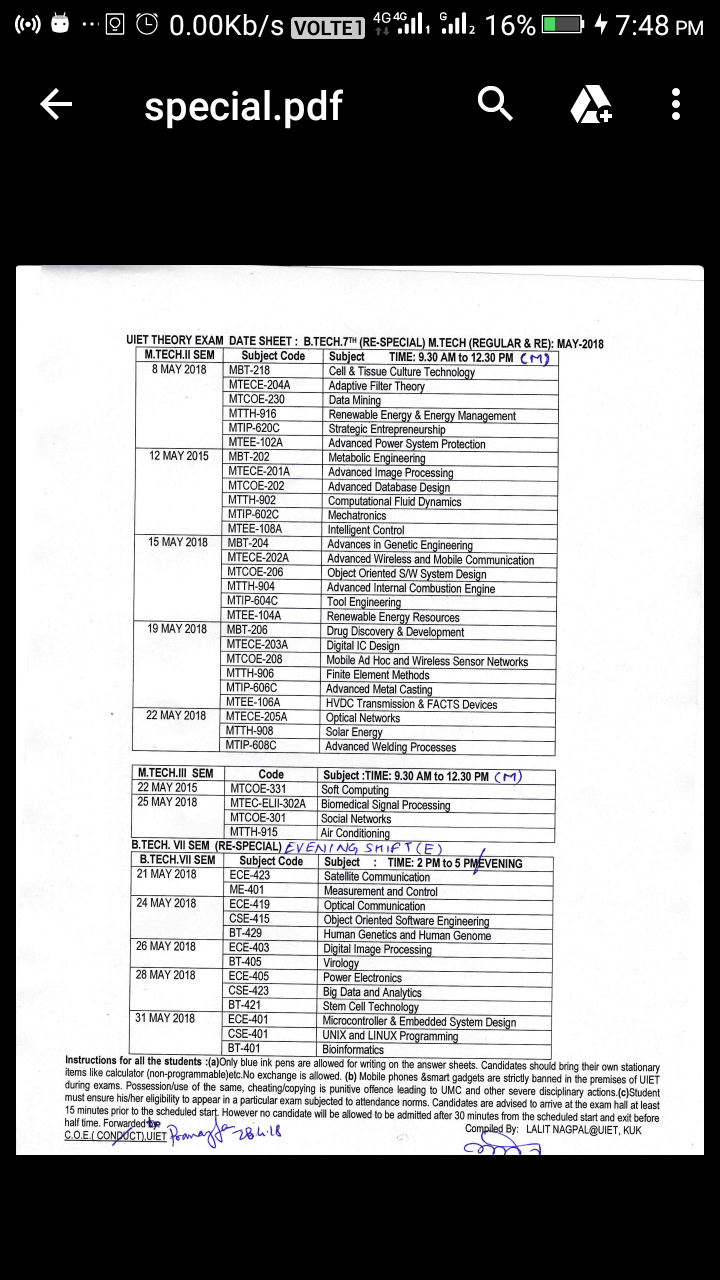 0.00Kb/s VOLTE1 4G 4G 1 G 2 16% 7:48 PM
special.pdf
UIET THEORY EXAM DATE SHEET : B.TECH.7TH (RE-SPECIAL) M.TECH (REGULAR & RE): MAY-2018
M.TECH.II SEM Subject Code Subject TIME: 9.30 AM to 12.30 PM (M)
8 MAY 2018 MBT-218 Cell & Tissue Culture Technology
MTECE-204A Adaptive Filter Theory
MTCOE-230 Data Mining
MTTH-916 Renewable Energy & Energy Management
MTIP-620C Strategic Entrepreneurship
MTEE-102A Advanced Power System Protection
12 MAY 2015 MBT-202 Metabolic Engineering
MTECE-201A Advanced Image Processing
MTCOE-202 Advanced Database Design
MTTH-902 Computational Fluid Dynamics
MTIP-602C Mechatronics
MTEE-108A Intelligent Control
15 MAY 2018 MBT-204 Advances in Genetic Engineering
MTECE-202A Advanced Wireless and Mobile Communication
MTCOE-206 Object Oriented S/W System Design
MTTH-904 Advanced Internal Combustion Engine
MTIP-604C Tool Engineering
MTEE-104A Renewable Energy Resources
19 MAY 2018 MBT-206 Drug Discovery & Development
MTECE-203A Digital IC Design
MTCOE-208 Mobile Ad Hoc and Wireless Sensor Networks
MTTH-906 Finite Element Methods
MTIP-606C Advanced Metal Casting
MTEE-106A HVDC Transmission & FACTS Devices
22 MAY 2018 MTECE-205A Optical Networks
MTTH-908 Solar Energy
MTIP-608C Advanced Welding Processes
M.TECH.III SEM Code Subject :TIME: 9.30 AM to 12.30 PM (M)
22 MAY 2015 MTCOE-331 Soft Computing
25 MAY 2018 MTEC-ELII-302A Biomedical Signal Processing
MTCOE-301 Social Networks
MTTH-915 Air Conditioning
B.TECH. VII SEM (RE-SPECIAL) EVENING SHIFT (E)
B.TECH.VII SEM Subject Code Subject : TIME: 2 PM to 5 PM/EVENING
21 MAY 2018 ECE-423 Satellite Communication
ME-401 Measurement and Control
24 MAY 2018 ECE-419 Optical Communication
CSE-415 Object Oriented Software Engineering
BT-429 Human Genetics and Human Genome
26 MAY 2018 ECE-403 Digital Image Processing
BT-405 Virology
28 MAY 2018 ECE-405 Power Electronics
CSE-423 Big Data and Analytics
BT-421 Stem Cell Technology
31 MAY 2018 ECE-401 Microcontroller & Embedded System Design
CSE-401 UNIX and LINUX Programming
BT-401 Bioinformatics
Instructions for all the students :(a)Only blue ink pens are allowed for writing on the answer sheets. Candidates should bring their own stationary
items like calculator (non-programmable)etc.No exchange is allowed. (b) Mobile phones &smart gadgets are strictly banned in the premises of UIET
during exams. Possession/use of the same, cheating/copying is punitive offence leading to UMC and other severe disciplinary actions.(c)Student
must ensure his/her eligibility to appear in a particular exam subjected to attendance norms. Candidates are advised to arrive at the exam hall at least
15 minutes prior to the scheduled start. However no candidate will be allowed to be admitted after 30 minutes from the scheduled start and exit before
half time. Forwarded to Compiled By: LALIT NAGPAL@UIET, KUK
C.O.E.( CONDUCT),UIET 28.4.18